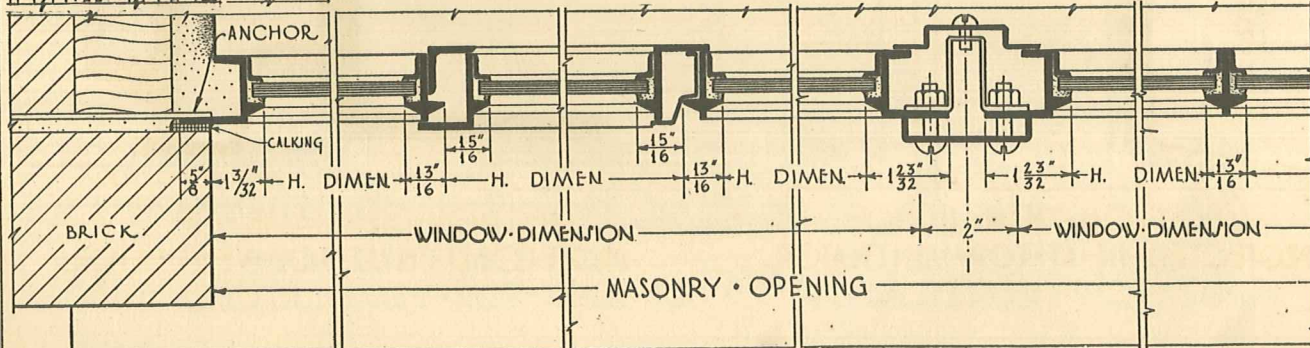 ANCHOR
CALKING
15"
16
15"
16
5"
8
1 3/32"
H. DIMEN.
13"
16
H. DIMEN
13"
16
H. DIMEN.
1 23
32
1 23"
32
H. DIMEN.
13"
16
BRICK
WINDOW·DIMENSION
2"
WINDOW·DIMENSION
MASONRY · OPENING